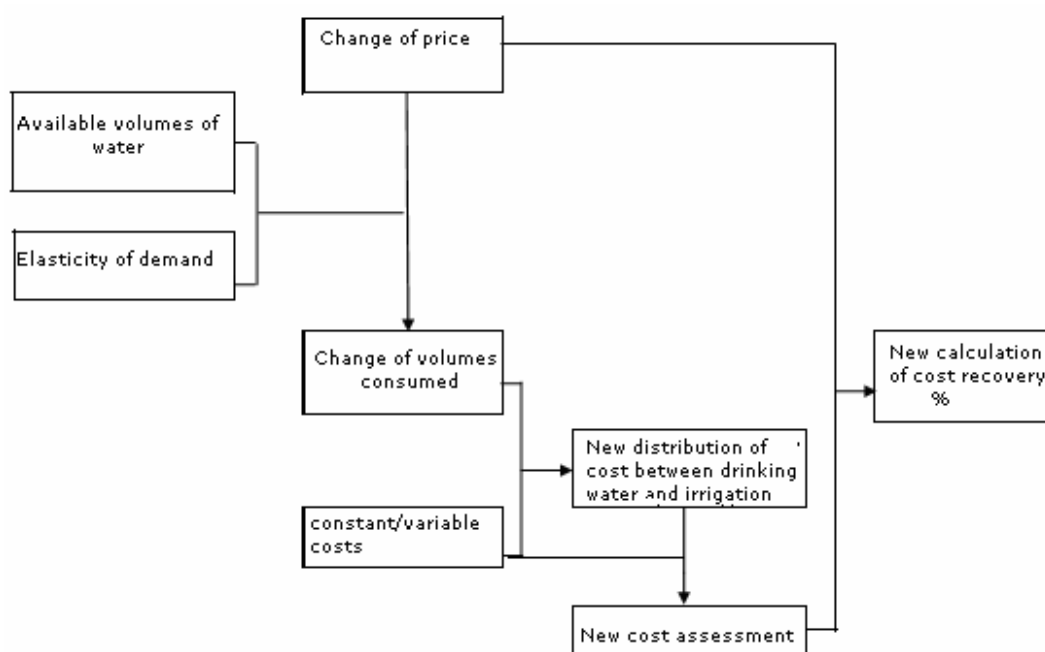 Change of price
Available volumes of
water
Elasticity of demand
Change of volumes
consumed
New calculation
of cost recovery
%
New distribution of
cost between drinking
water and irrigation
constant/variable
costs
New cost assessment